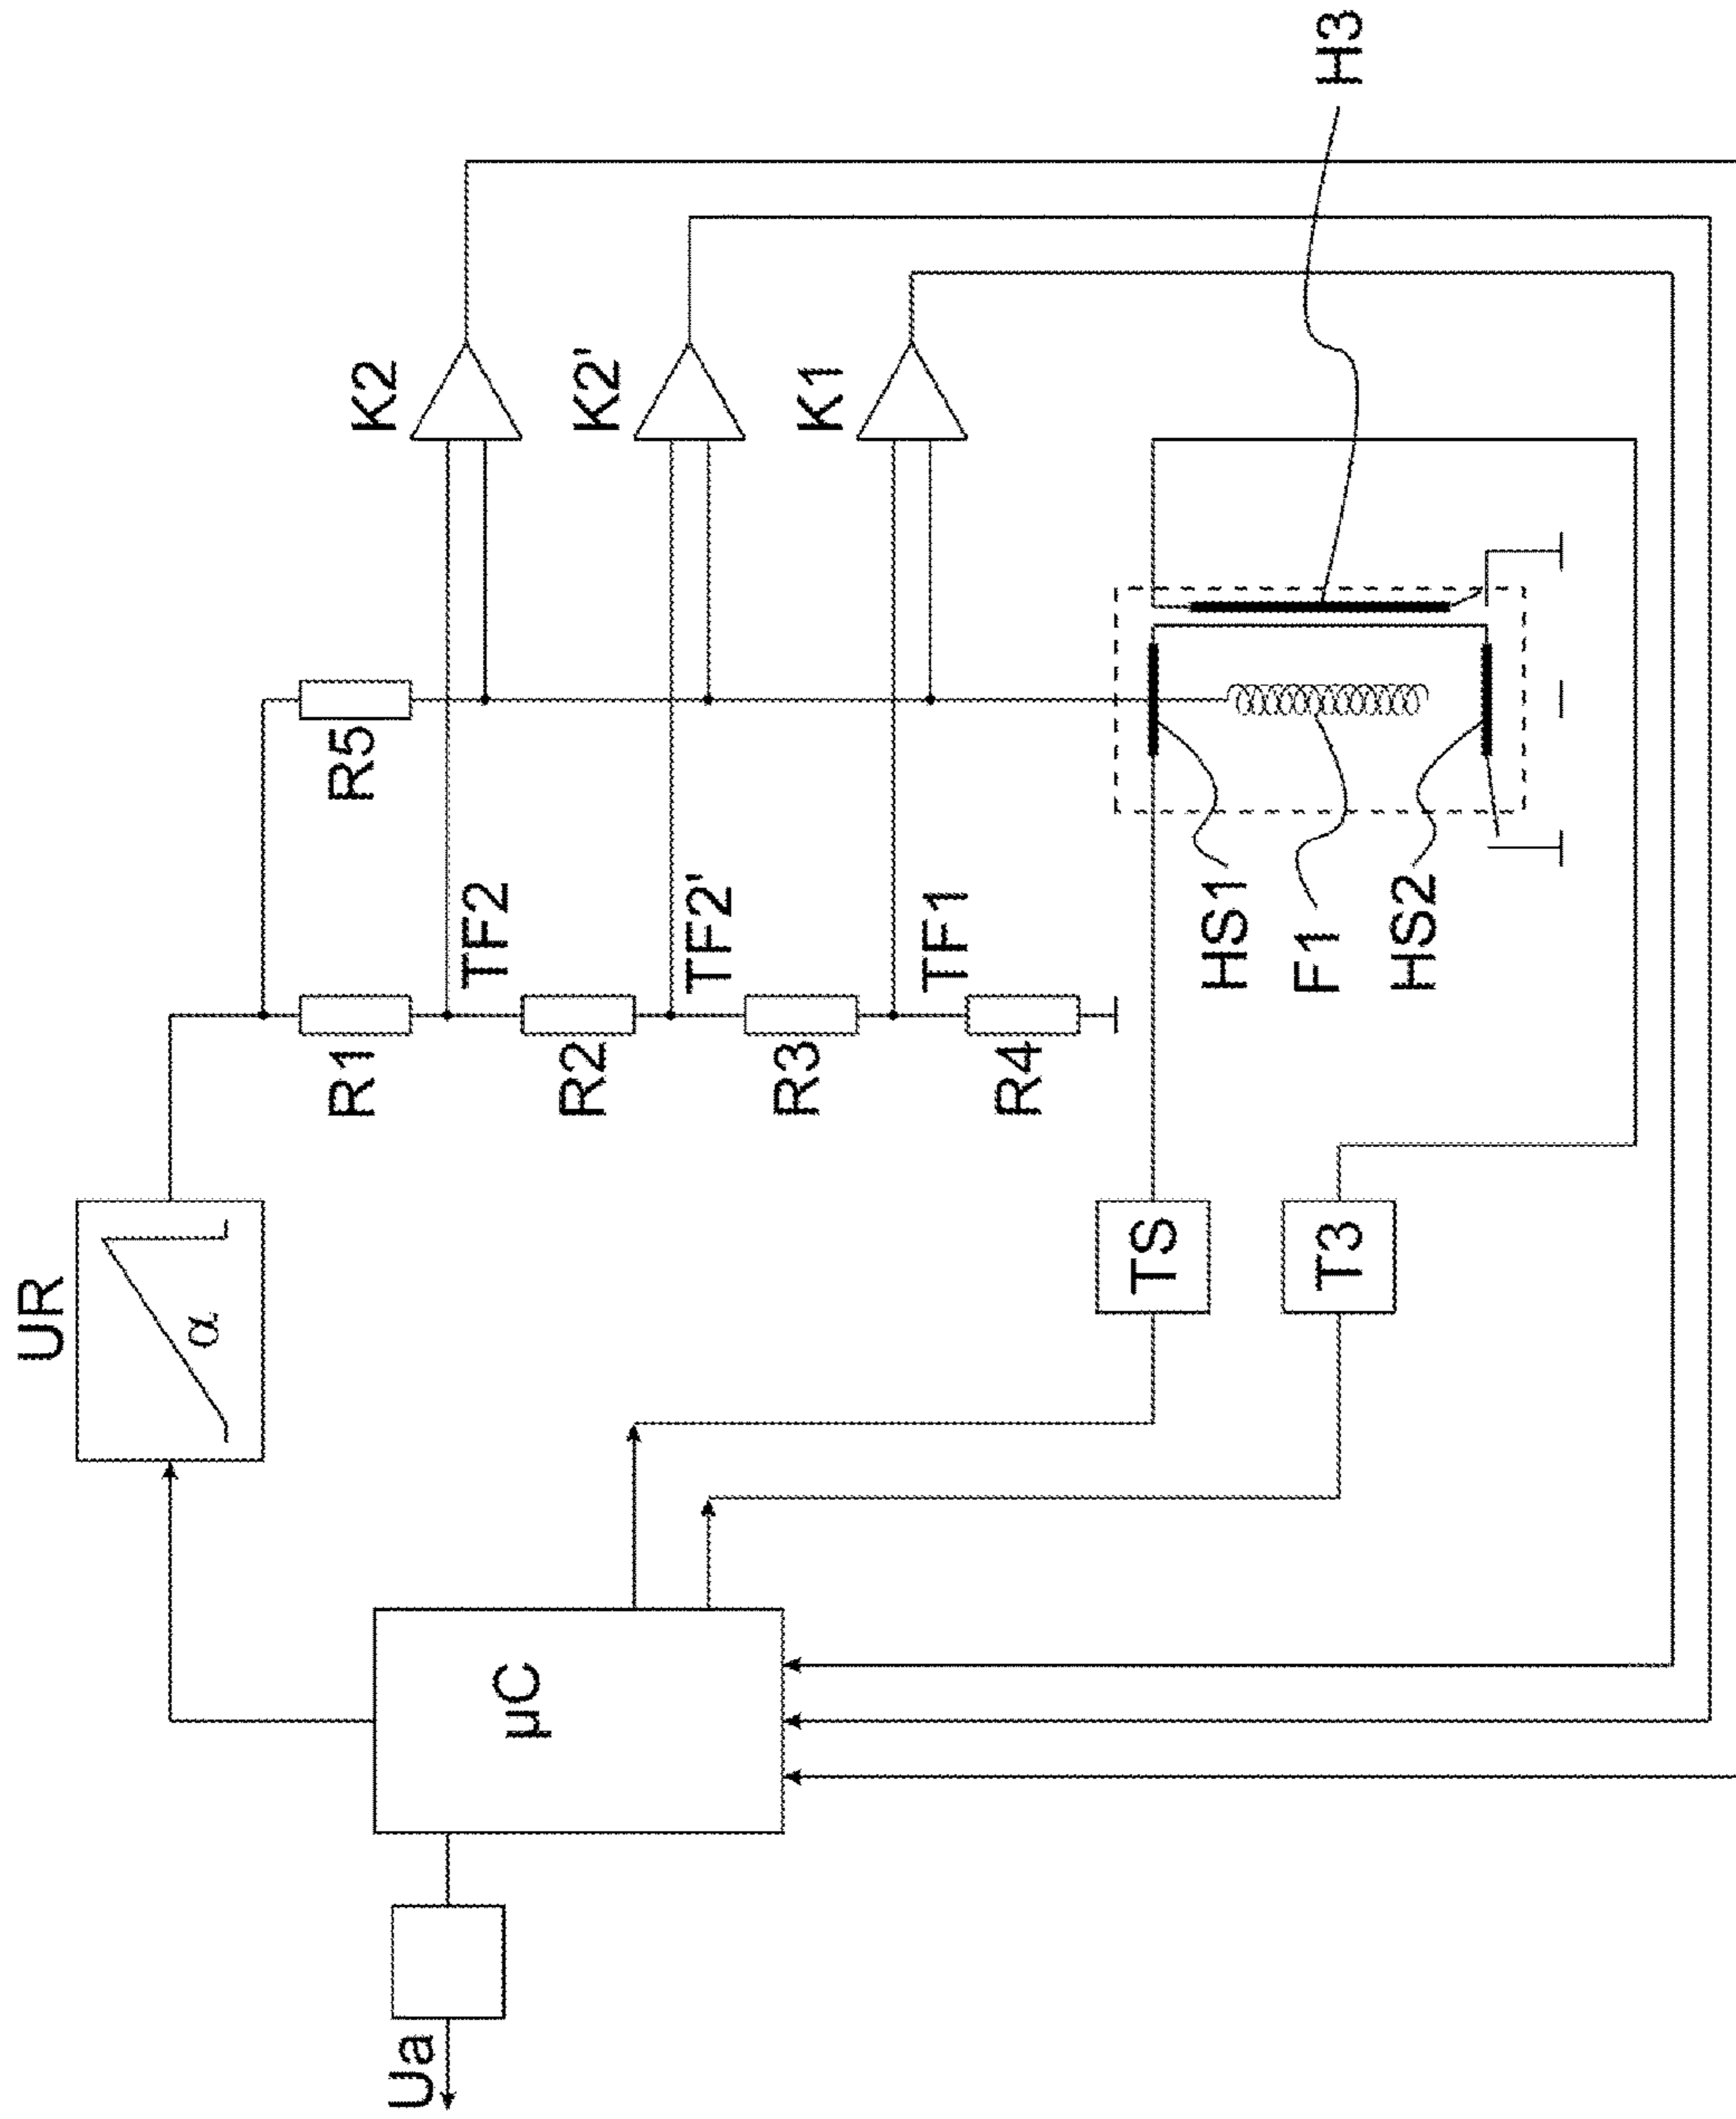 UR
α
R1
R2
R3
R4
R5
TF2
TF2'
TF1
K2
K2'
K1
µC
Ua
TS
T3
HS1
F1
HS2
H3